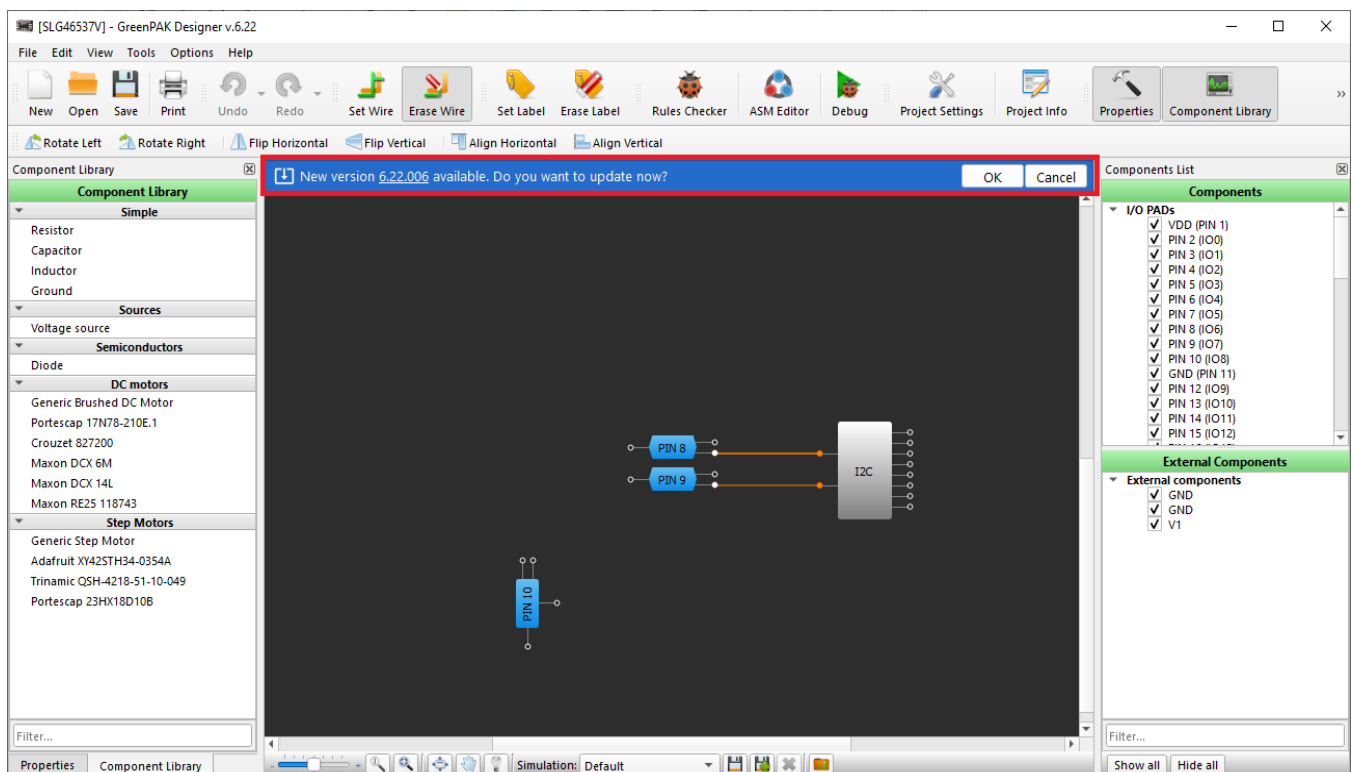 [SLG46537V] - GreenPAK Designer v.6.22
File Edit View Tools Options Help
New Open Save Print Undo Redo Set Wire Erase Wire Set Label Erase Label Rules Checker ASM Editor Debug Project Settings Project Info Properties Component Library
Rotate Left Rotate Right Flip Horizontal Flip Vertical Align Horizontal Align Vertical
Component Library
Component Library
Simple
Resistor
Capacitor
Inductor
Ground
Sources
Voltage source
Semiconductors
Diode
DC motors
Generic Brushed DC Motor
Portescap 17N78-210E.1
Crouzet 827200
Maxon DCX 6M
Maxon DCX 14L
Maxon RE25 118743
Step Motors
Generic Step Motor
Adafruit XY42STH34-0354A
Trinamic QSH-4218-51-10-049
Portescap 23HX18D10B
Filter...
Properties Component Library
New version 6.22.006 available. Do you want to update now? OK Cancel
PIN 8
PIN 9
I2C
PIN 10
Simulation: Default
Components List
Components
I/O PADs
VDD (PIN 1)
PIN 2 (IO0)
PIN 3 (IO1)
PIN 4 (IO2)
PIN 5 (IO3)
PIN 6 (IO4)
PIN 7 (IO5)
PIN 8 (IO6)
PIN 9 (IO7)
PIN 10 (IO8)
GND (PIN 11)
PIN 12 (IO9)
PIN 13 (IO10)
PIN 14 (IO11)
PIN 15 (IO12)
External Components
External components
GND
GND
V1
Filter...
Show all Hide all